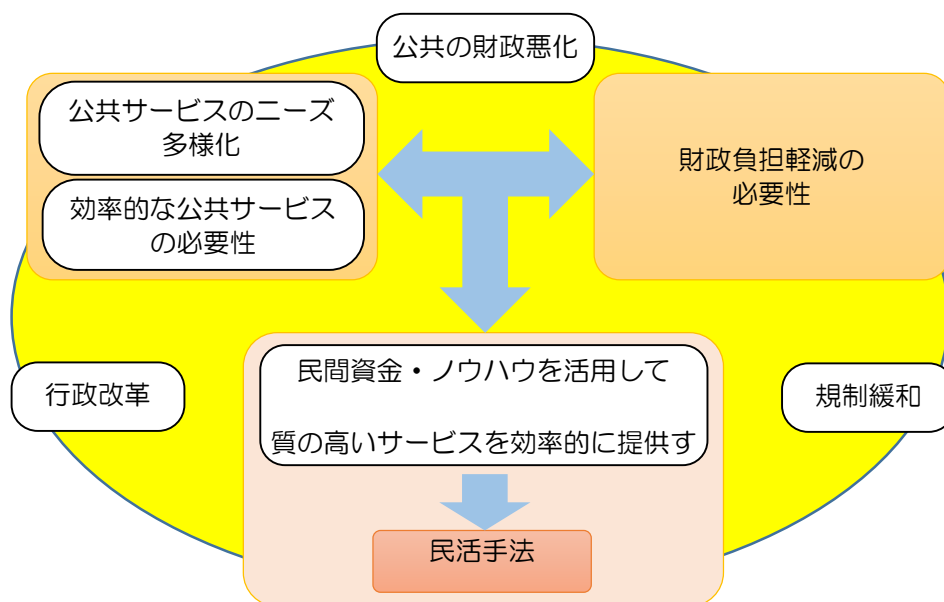 公共の財政悪化
公共サービスのニーズ
多様化
効率的な公共サービス
の必要性
財政負担軽減の
必要性
行政改革
規制緩和
民間資金・ノウハウを活用して
質の高いサービスを効率的に提供す
民活手法